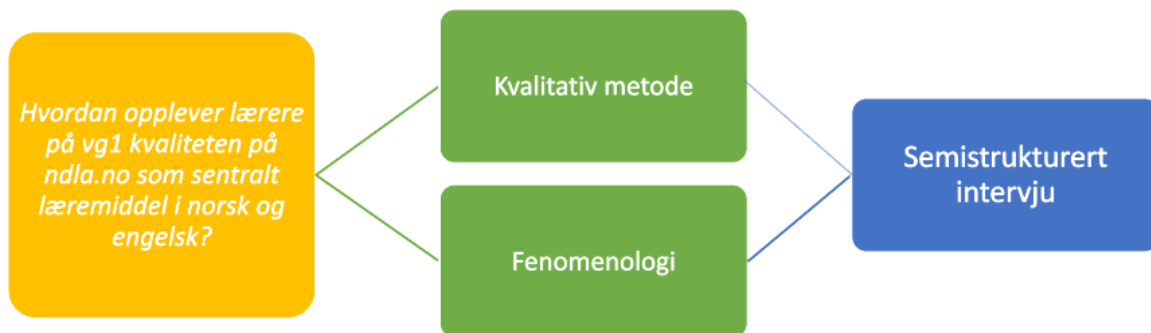 Hvordan opplever lærere
på vg1 kvaliteten på
ndla.no som sentralt
læremiddel i norsk og
engelsk?
Kvalitativ metode
Fenomenologi
Semistrukturert
intervju